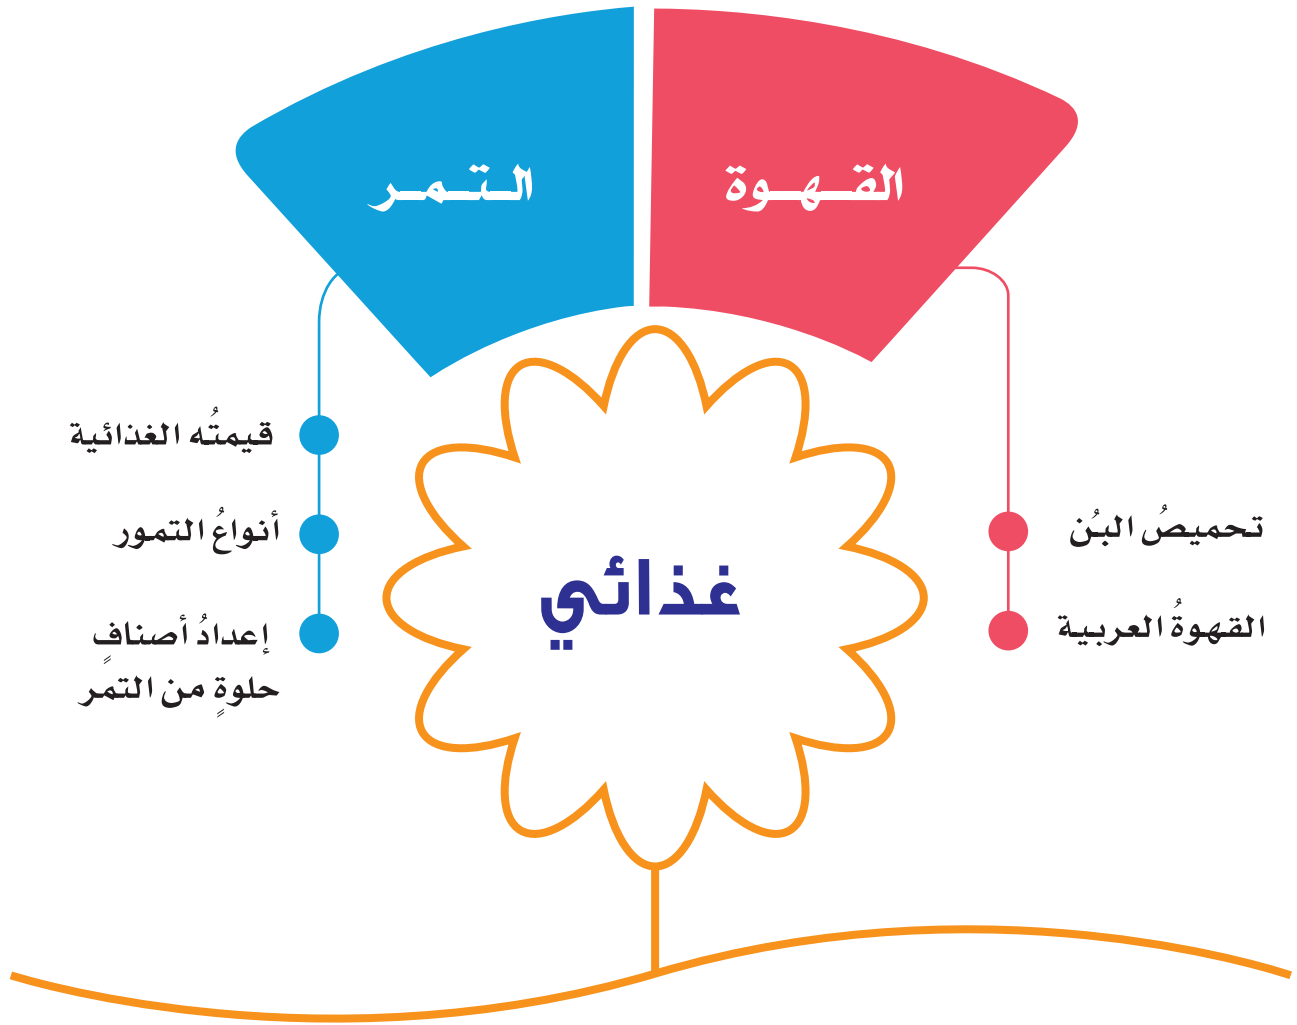 القهوة
التمر
تحميصُ البُن
القهوةُ العربية
قيمتُه الغذائية
أنواعُ التمور
إعدادُ أصنافٍ
حلوةٍ من التمر
غذائي